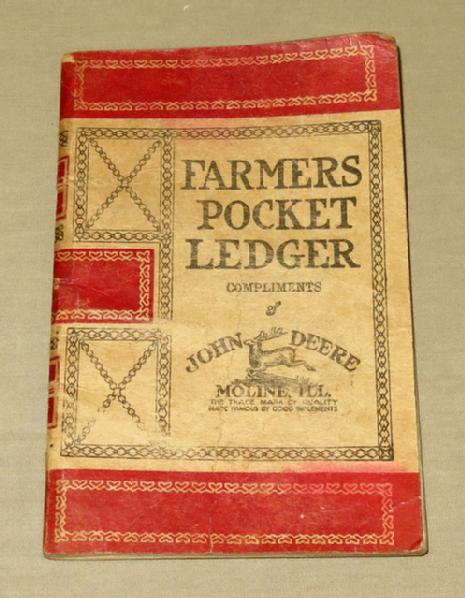 FARMERS
POCKET
LEDGER
COMPLIMENTS
of
JOHN DEERE
MOLINE, ILL.
THE TRADE MARK OF QUALITY
MADE FAMOUS BY GOOD IMPLEMENTS